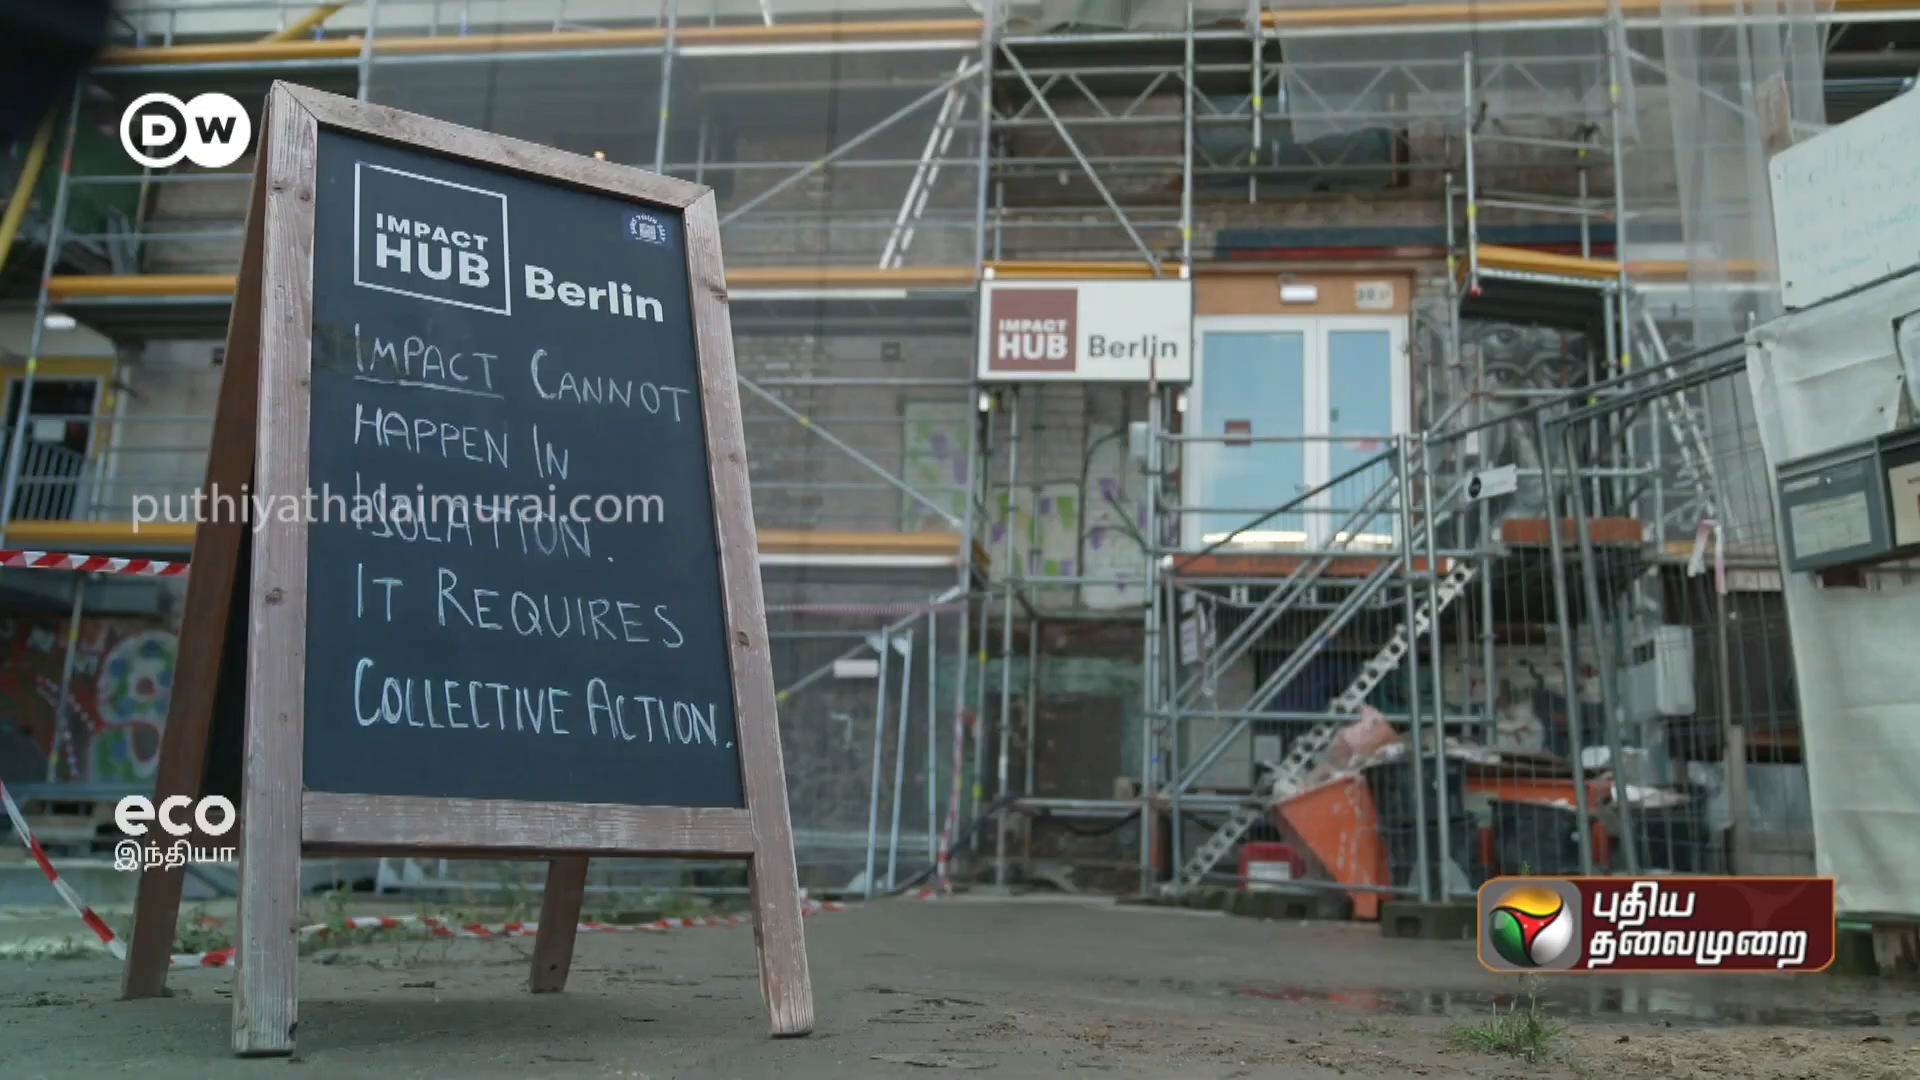 DW
IMPACT
HUB Berlin
IMPACT CANNOT
HAPPEN IN
ISOLATION.
IT REQUIRES
COLLECTIVE ACTION.
puthiyathalaimurai.com
IMPACT
HUB Berlin
eco
இந்தியா
புதிய
தலைமுறை